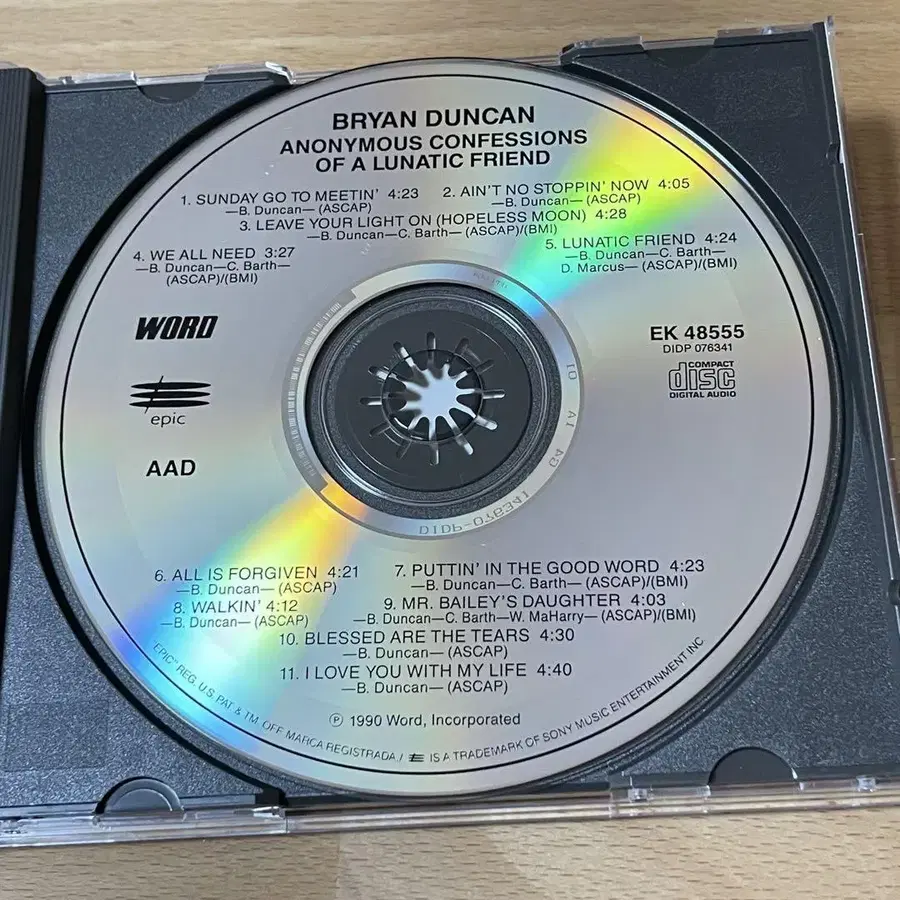 BRYAN DUNCAN
ANONYMOUS CONFESSIONS
OF A LUNATIC FRIEND
1. SUNDAY GO TO MEETIN' 4:23
—B. Duncan— (ASCAP)
2. AIN'T NO STOPPIN' NOW 4:05
—B. Duncan— (ASCAP)
3. LEAVE YOUR LIGHT ON (HOPELESS MOON) 4:28
—B. Duncan—C. Barth— (ASCAP)/(BMI)
4. WE ALL NEED 3:27
—B. Duncan—C. Barth—
(ASCAP)/(BMI)
5. LUNATIC FRIEND 4:24
—B. Duncan—C. Barth—
D. Marcus— (ASCAP)/(BMI)
WORD
epic
AAD
EK 48555
DIDP 076341
COMPACT
disc
DIGITAL AUDIO
DIDP-076341
6. ALL IS FORGIVEN 4:21
—B. Duncan— (ASCAP)
7. PUTTIN' IN THE GOOD WORD 4:23
—B. Duncan—C. Barth— (ASCAP)/(BMI)
8. WALKIN' 4:12
—B. Duncan— (ASCAP)
9. MR. BAILEY'S DAUGHTER 4:03
—B. Duncan—C. Barth—W. MaHarry— (ASCAP)/(BMI)
10. BLESSED ARE THE TEARS 4:30
—B. Duncan— (ASCAP)
11. I LOVE YOU WITH MY LIFE 4:40
—B. Duncan— (ASCAP)
℗ 1990 Word, Incorporated
"EPIC" REG. U.S. PAT. & TM. OFF. MARCA REGISTRADA./ IS A TRADEMARK OF SONY MUSIC ENTERTAINMENT INC.